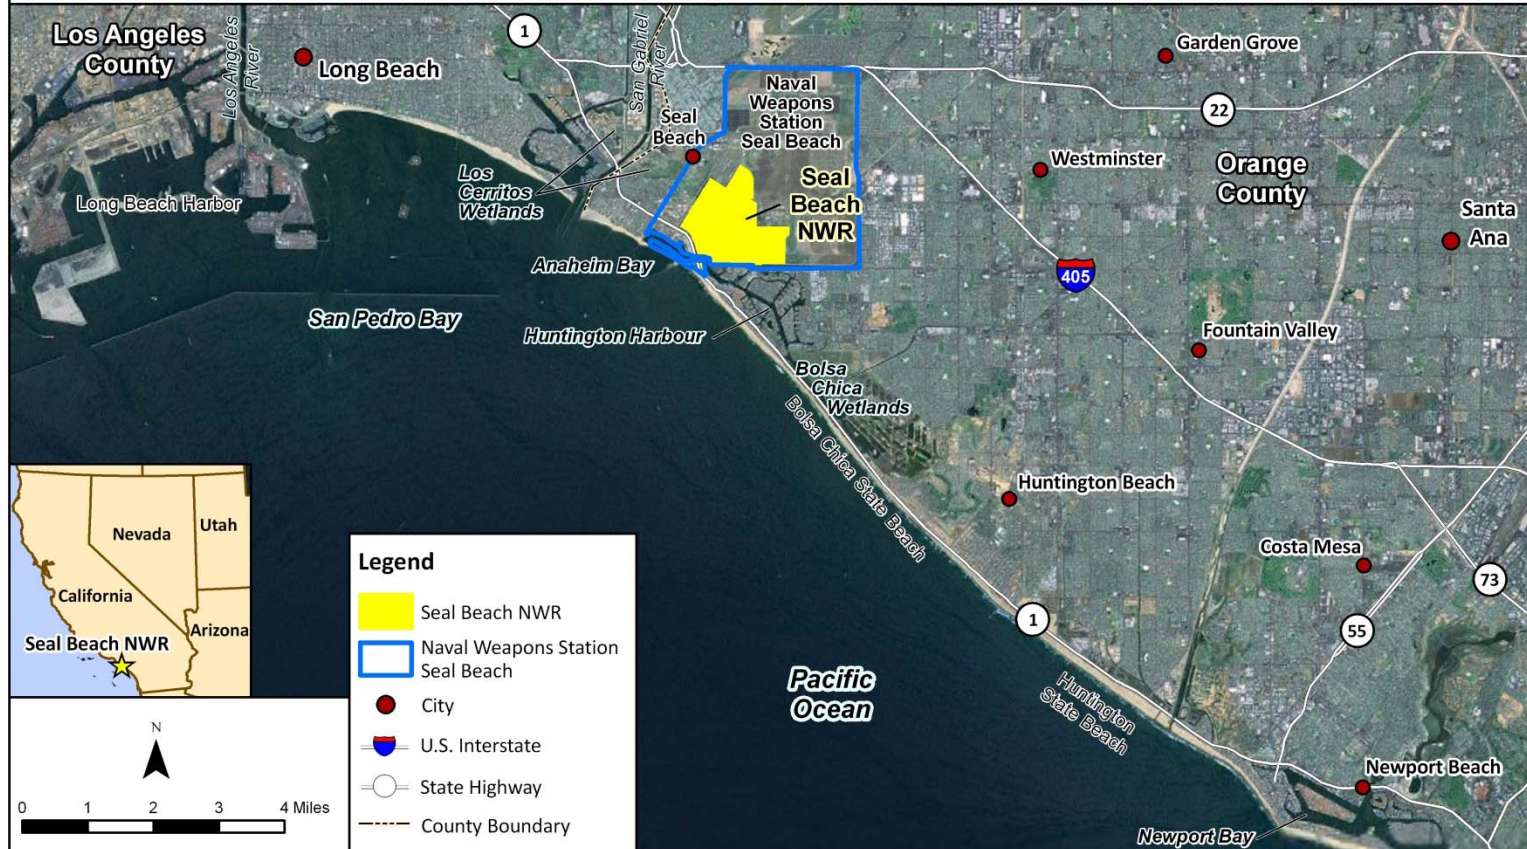 Los Angeles
County
Los Angeles
River
Long Beach
1
San Gabriel
River
Garden Grove
22
Naval
Weapons
Station
Seal Beach
Seal
Beach
Westminster
Orange
County
Los
Cerritos
Wetlands
Seal
Beach
NWR
Long Beach Harbor
Santa
Ana
Anaheim Bay
405
San Pedro Bay
Huntington Harbour
Fountain Valley
Bolsa
Chica
Wetlands
Bolsa Chica State Beach
Huntington Beach
Costa Mesa
73
1
55
Pacific
Ocean
Huntington
State Beach
Newport Beach
Newport Bay
Nevada
Utah
California
Arizona
Seal Beach NWR
N
0 1 2 3 4 Miles
Legend
Seal Beach NWR
Naval Weapons Station
Seal Beach
City
U.S. Interstate
State Highway
County Boundary